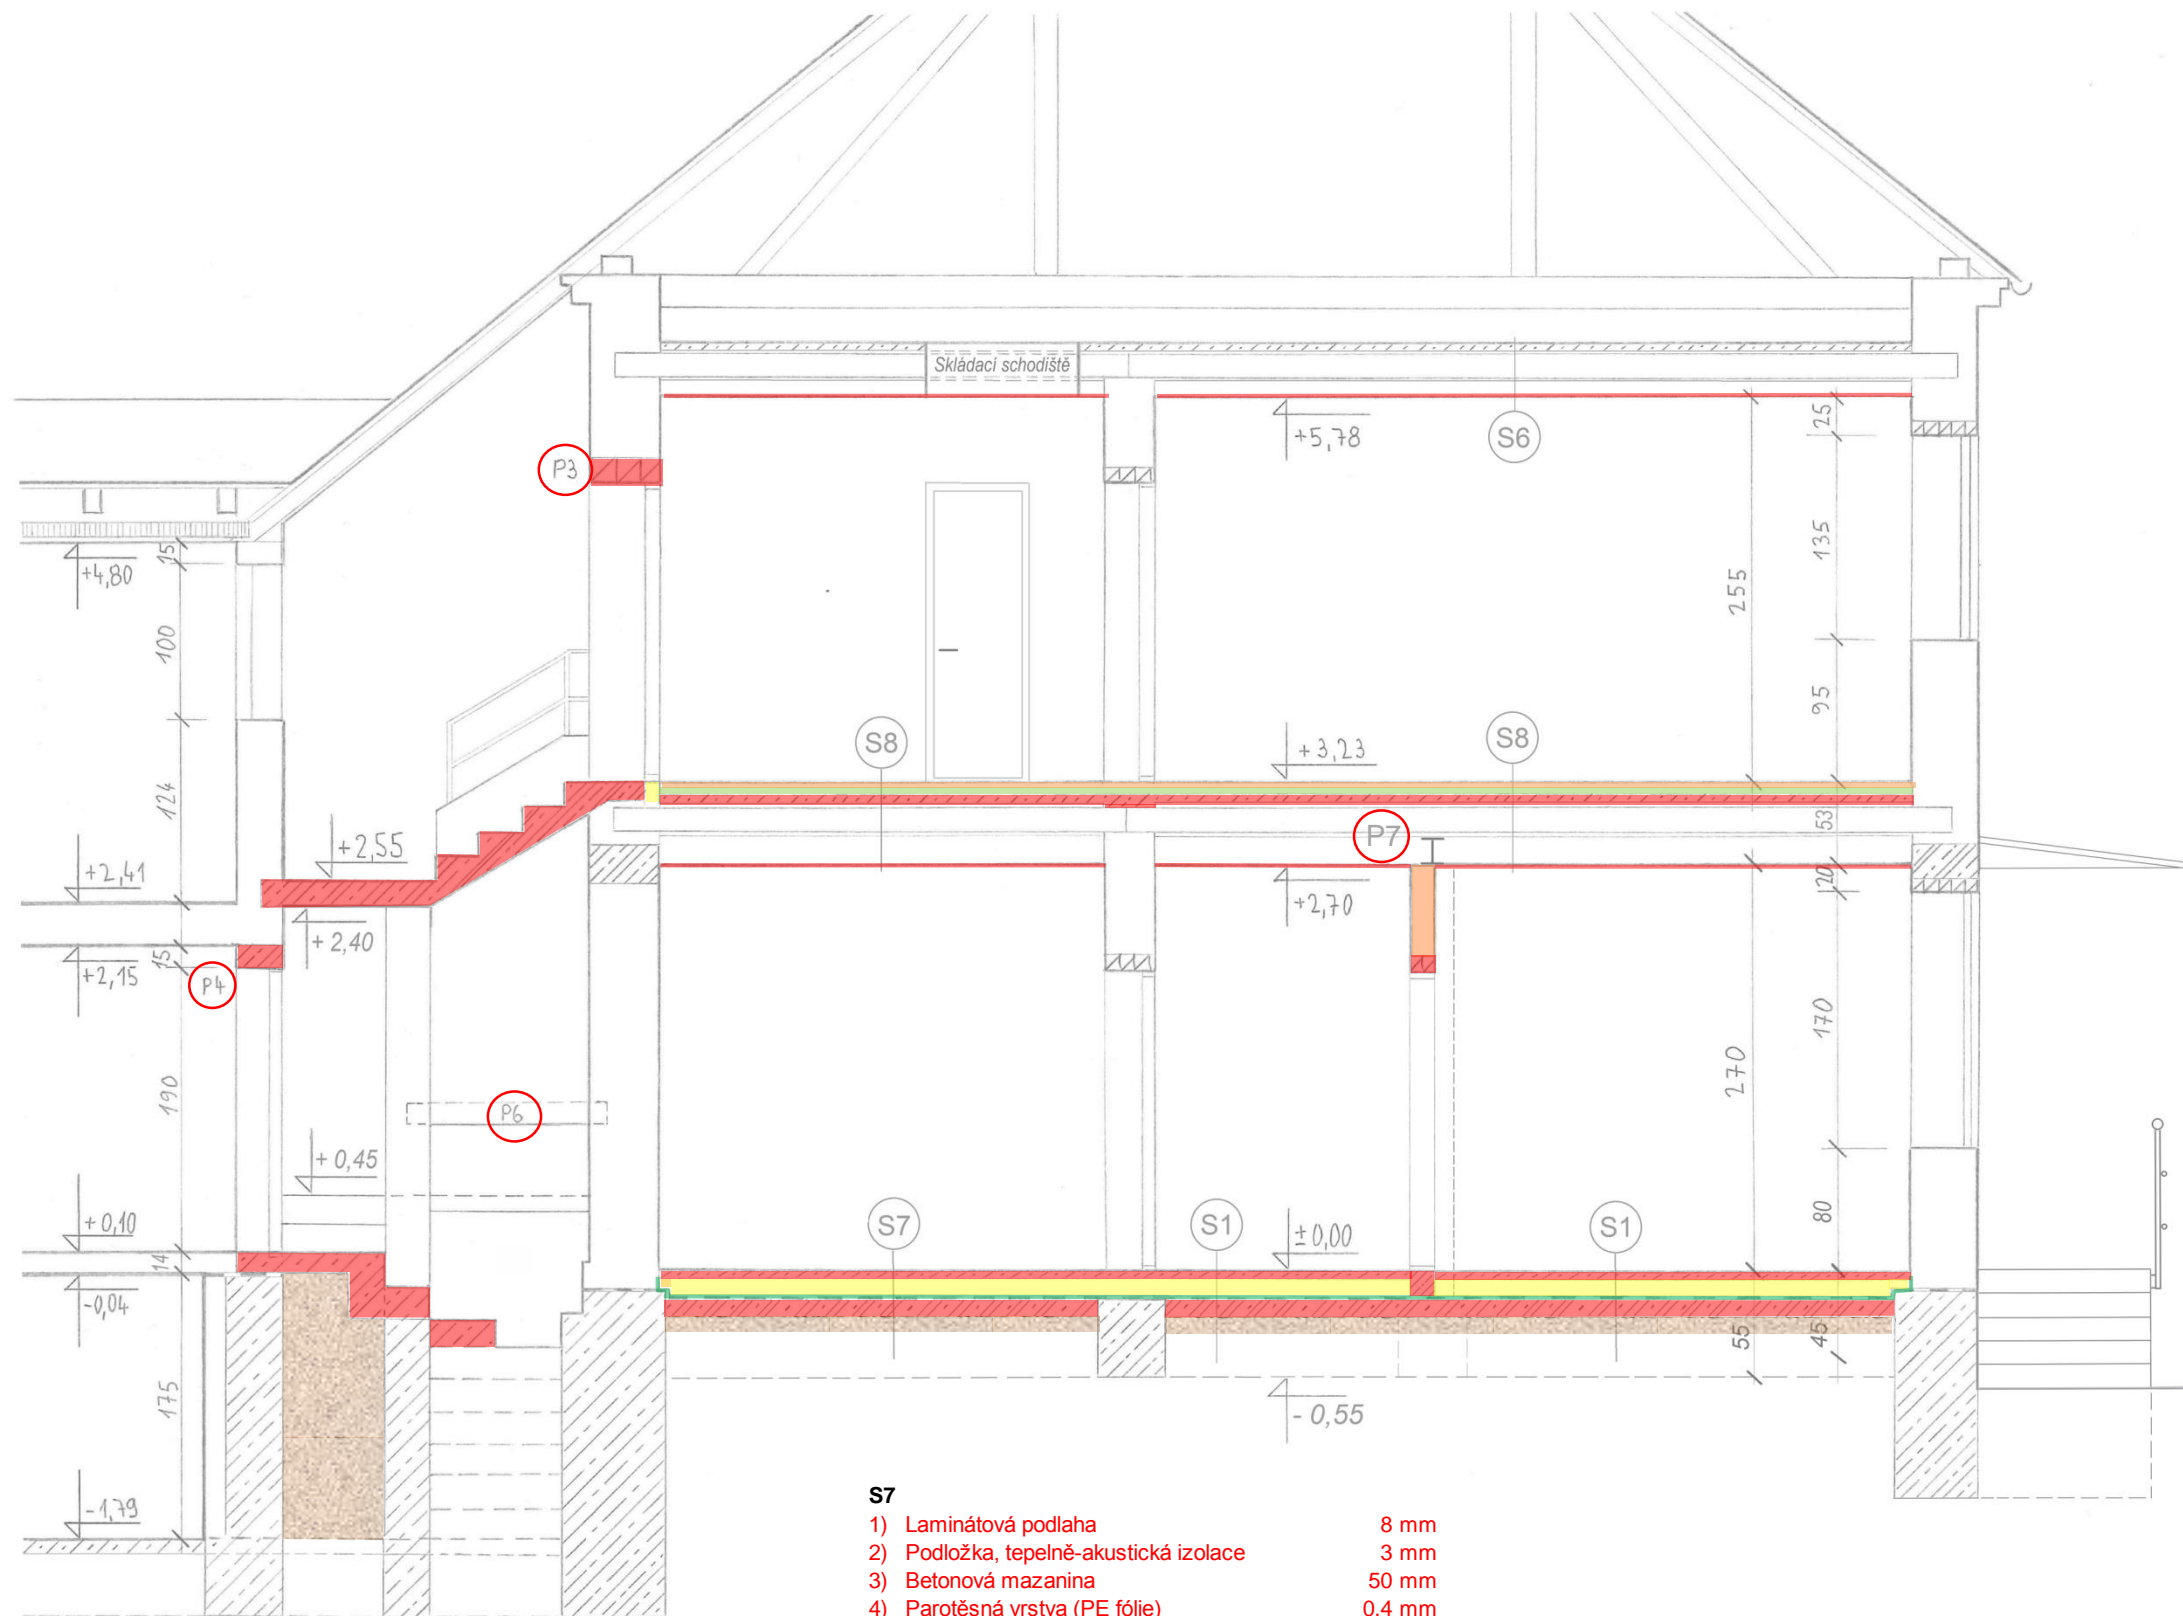 Skládací schodiště
+5,78
S6
25
P3
15
+4,80
135
255
100
95
S8
S8
+3,23
124
53
P7
+2,55
+2,41
20
+2,70
+2,40
15
+2,15
P4
170
270
190
P6
+0,45
80
+0,10
S7
S1
±0,00
S1
14
-0,04
55
45
175
-0,55
-1,79
S7
1) Laminátová podlaha 8 mm
2) Podložka, tepelně-akustická izolace 3 mm
3) Betonová mazanina 50 mm
4) Parotěsná vrstva (PE fólie) 0,4 mm